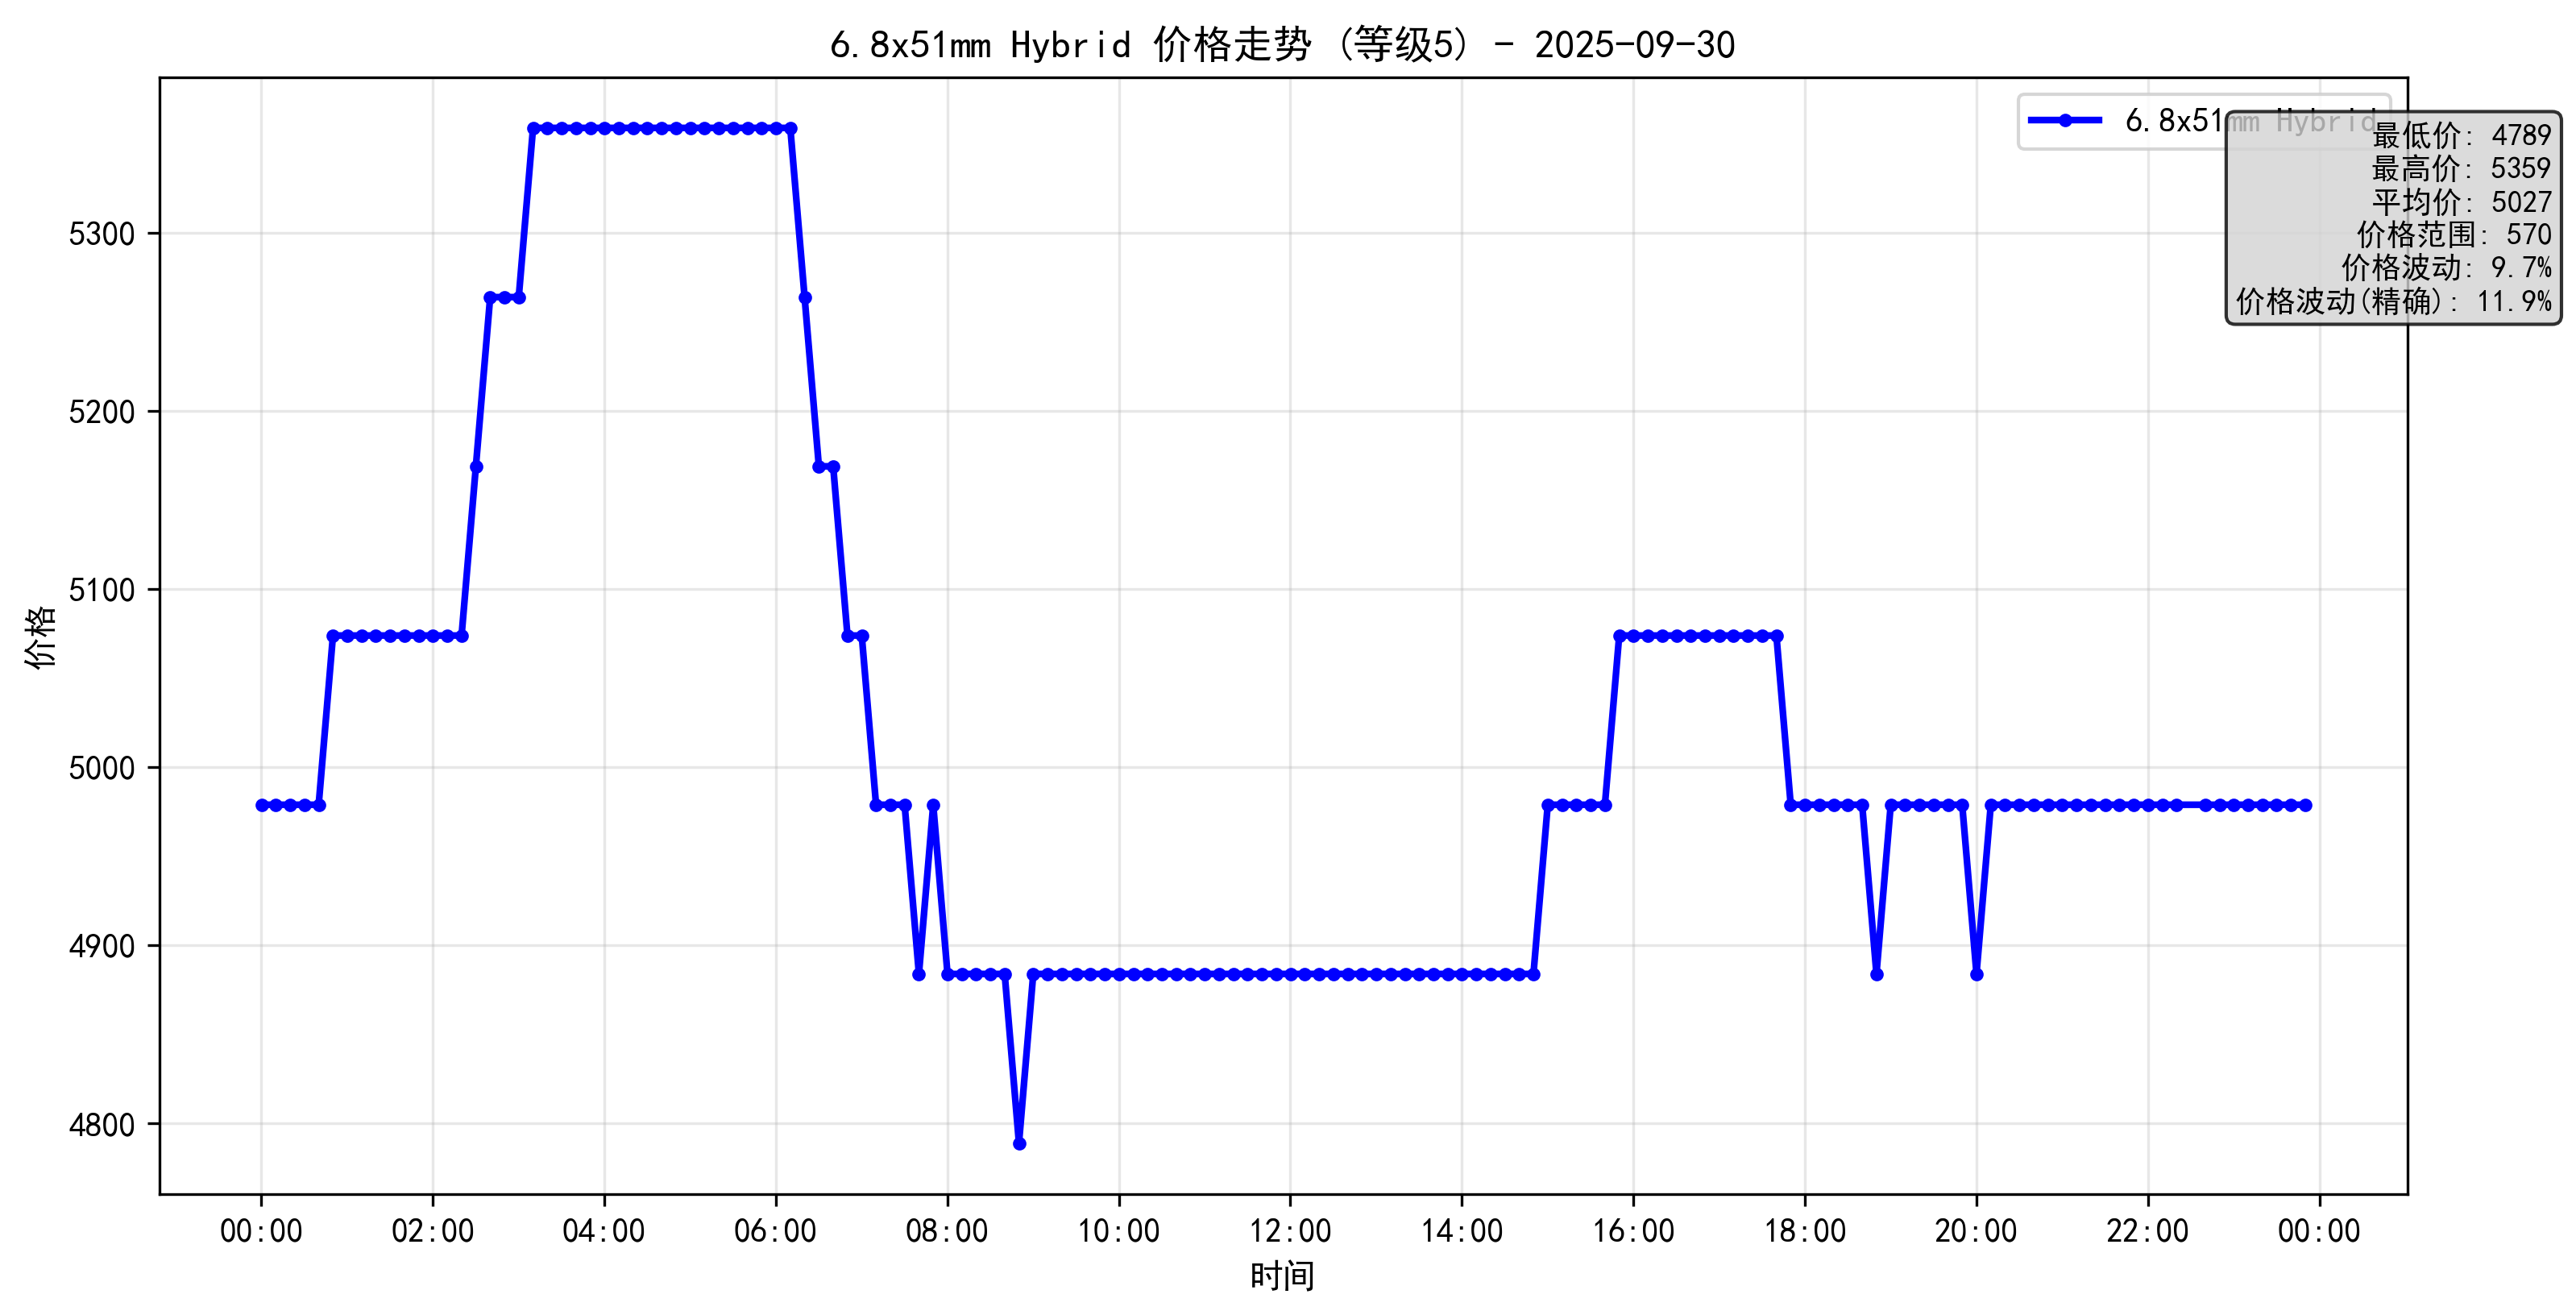 6.8x51mm Hybrid 价格走势 (等级5) - 2025-09-30
6.8x51mm Hybrid
最低价: 4789
最高价: 5359
平均价: 5027
价格范围: 570
价格波动: 9.7%
价格波动(精确): 11.9%
价格
5300
5200
5100
5000
4900
4800
00:00 02:00 04:00 06:00 08:00 10:00 12:00 14:00 16:00 18:00 20:00 22:00 00:00
时间